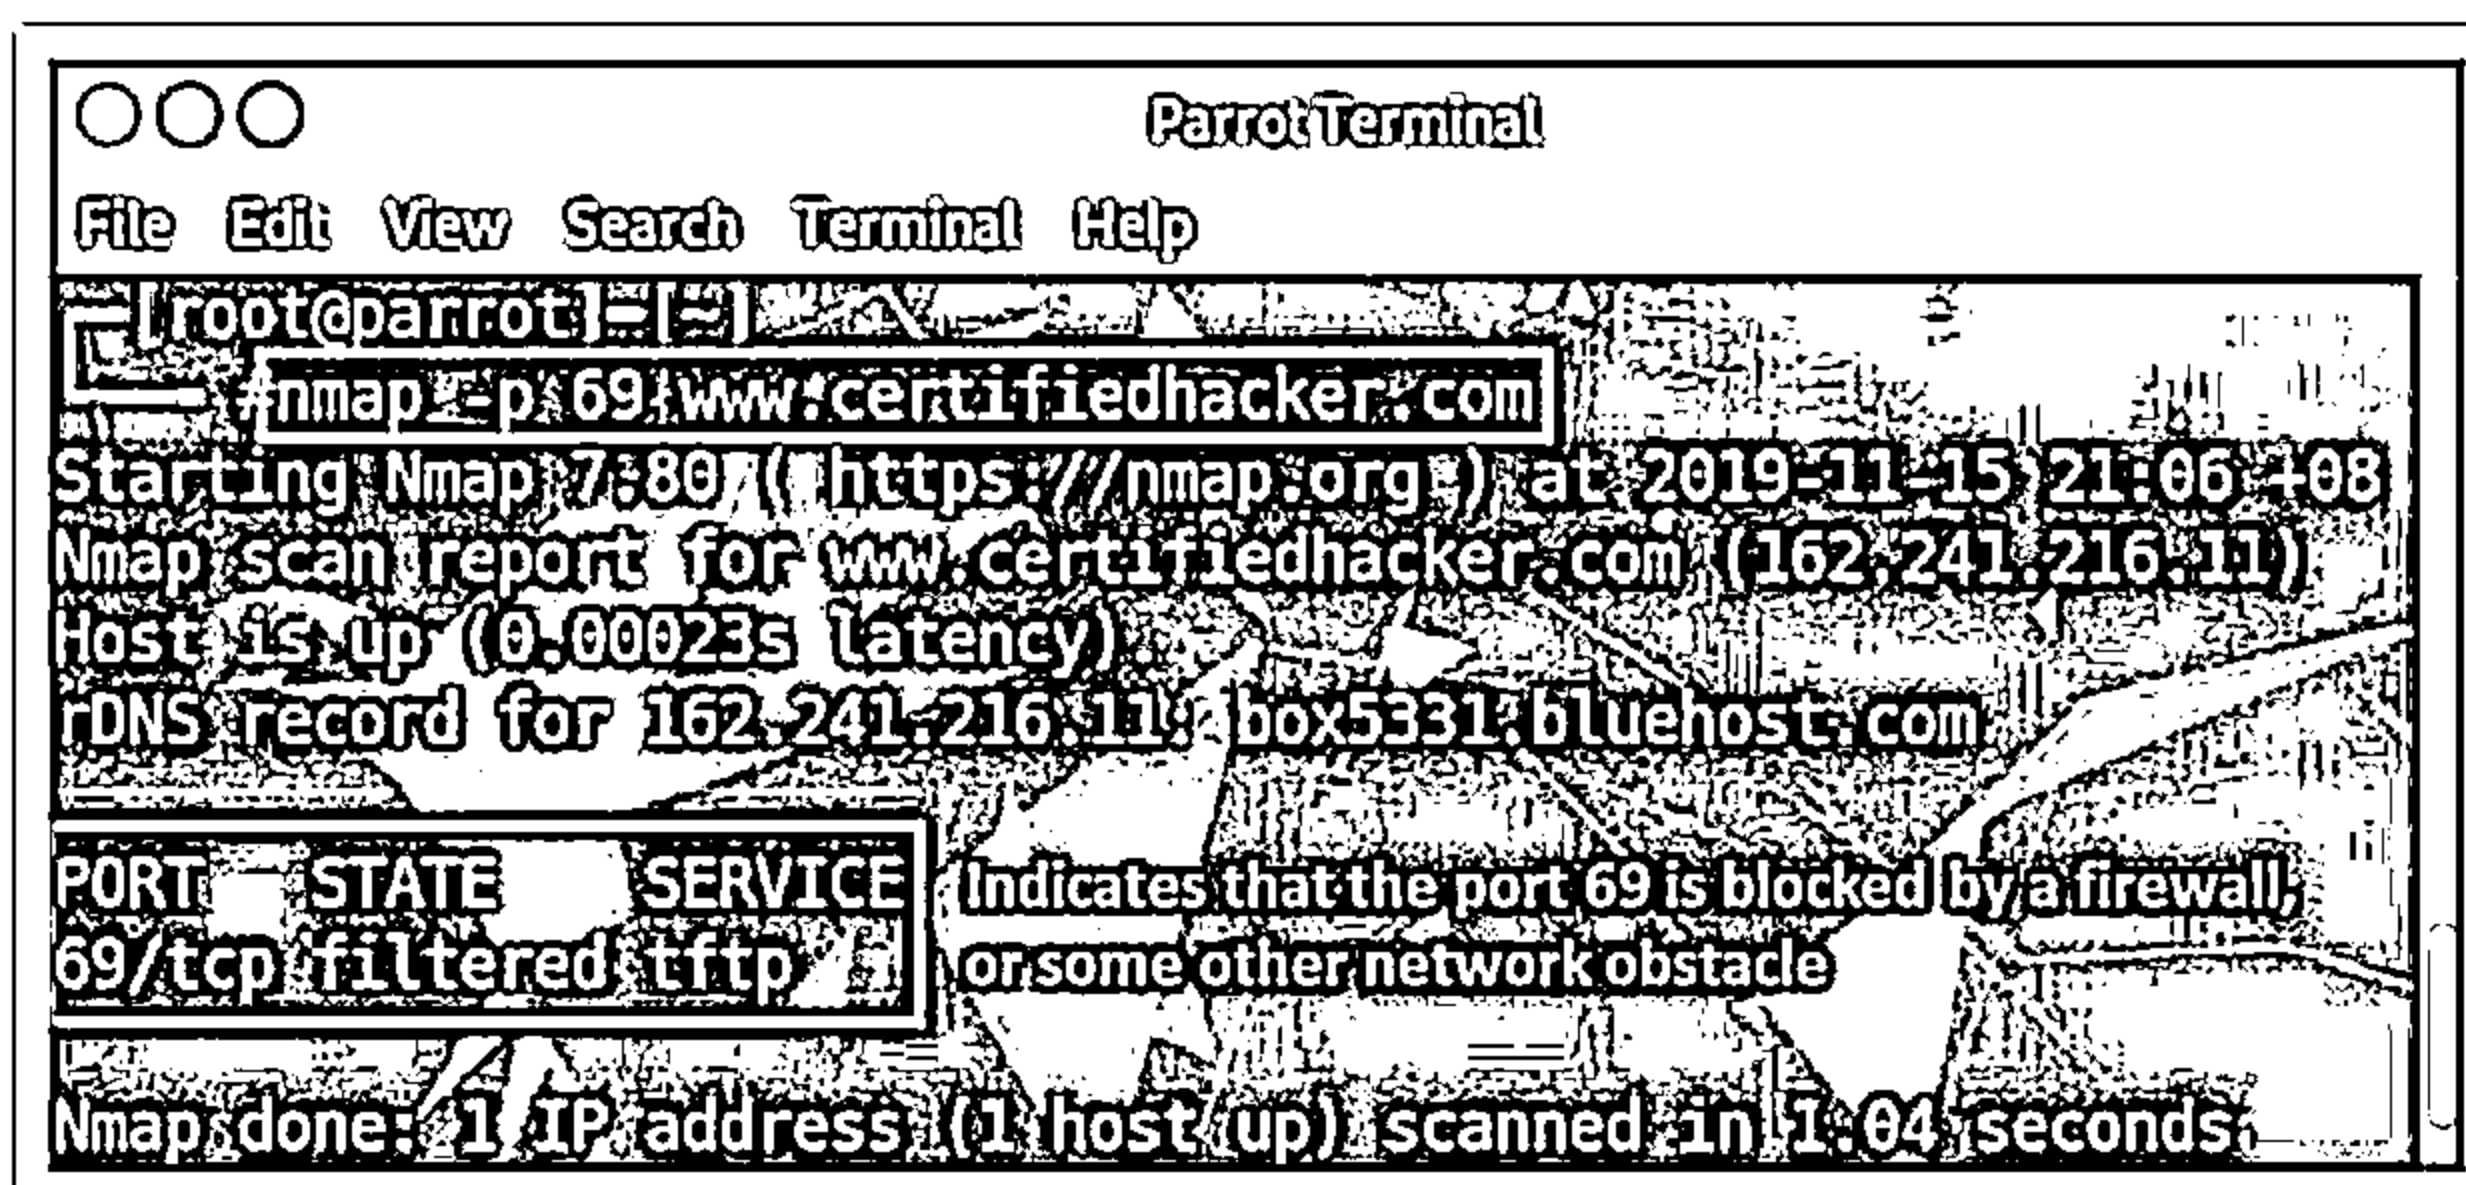 Parrot Terminal
File Edit View Search Terminal Help
[root@parrot]-[~]
#nmap -p 69 www.certifiedhacker.com
Starting Nmap 7.80 ( https://nmap.org ) at 2019-11-15 21:06 +08
Nmap scan report for www.certifiedhacker.com (162.241.216.11)
Host is up (0.00023s latency).
rDNS record for 162.241.216.11: box5331.bluehost.com
PORT STATE SERVICE
69/tcp filtered tftp
Indicates that the port 69 is blocked by a firewall,
or some other network obstacle
Nmap done: 1 IP address (1 host up) scanned in 1.04 seconds